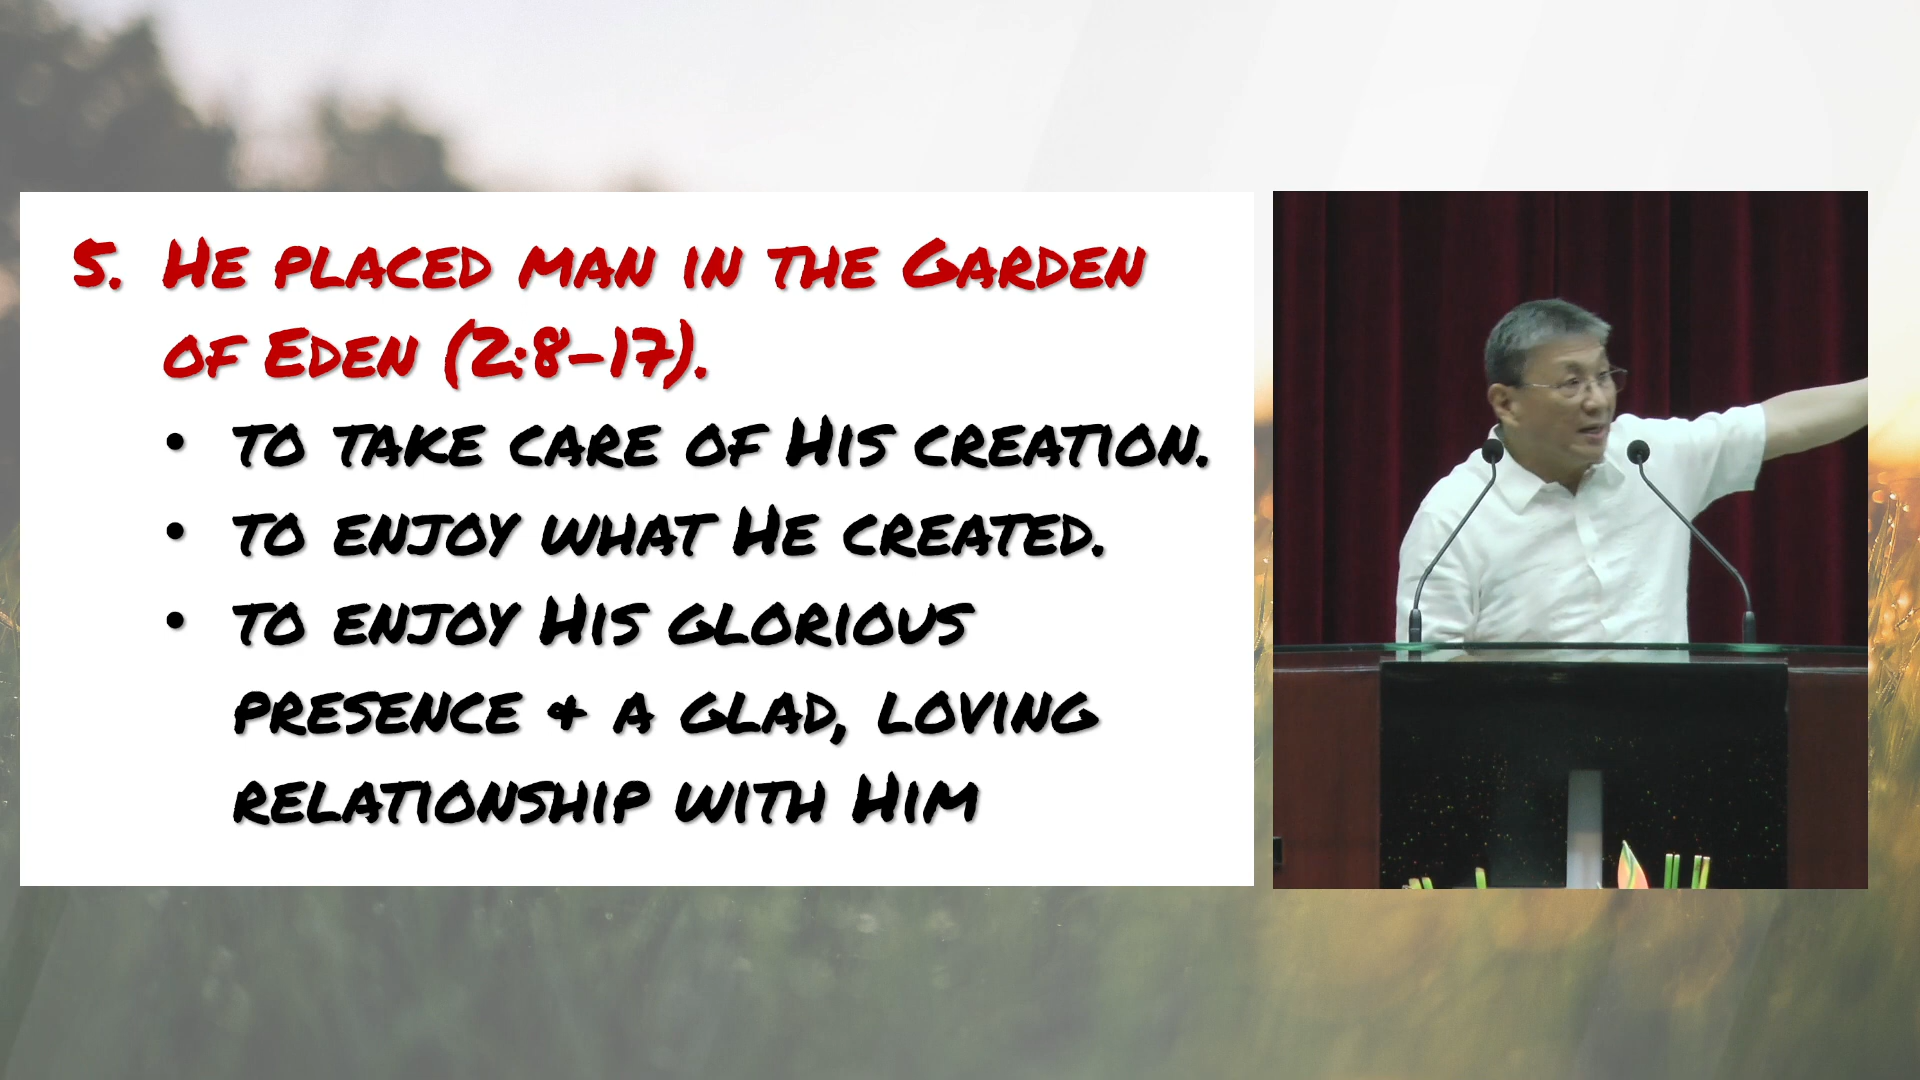 5. He placed man in the Garden
of Eden (2:8-17).
• to take care of His creation.
• to enjoy what He created.
• to enjoy His glorious
presence & a glad, loving
relationship with Him